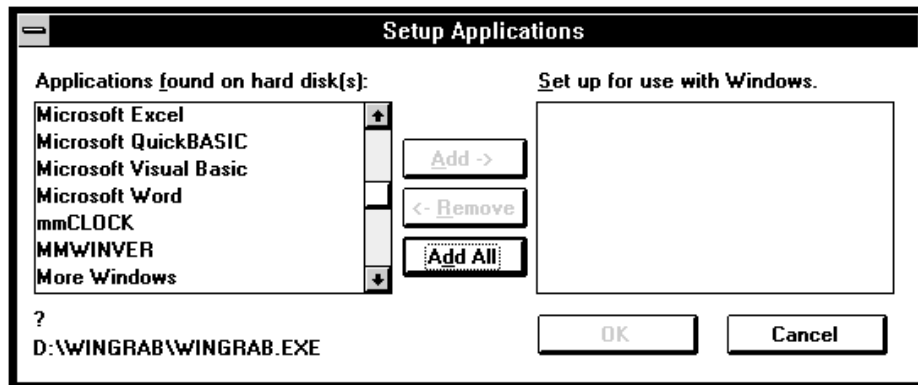 Setup Applications
Applications found on hard disk(s):
Set up for use with Windows.
Microsoft Excel
Microsoft QuickBASIC
Microsoft Visual Basic
Microsoft Word
mmCLOCK
MMWINVER
More Windows
Add ->
<- Remove
Add All
?
D:\WINGRAB\WINGRAB.EXE
OK
Cancel